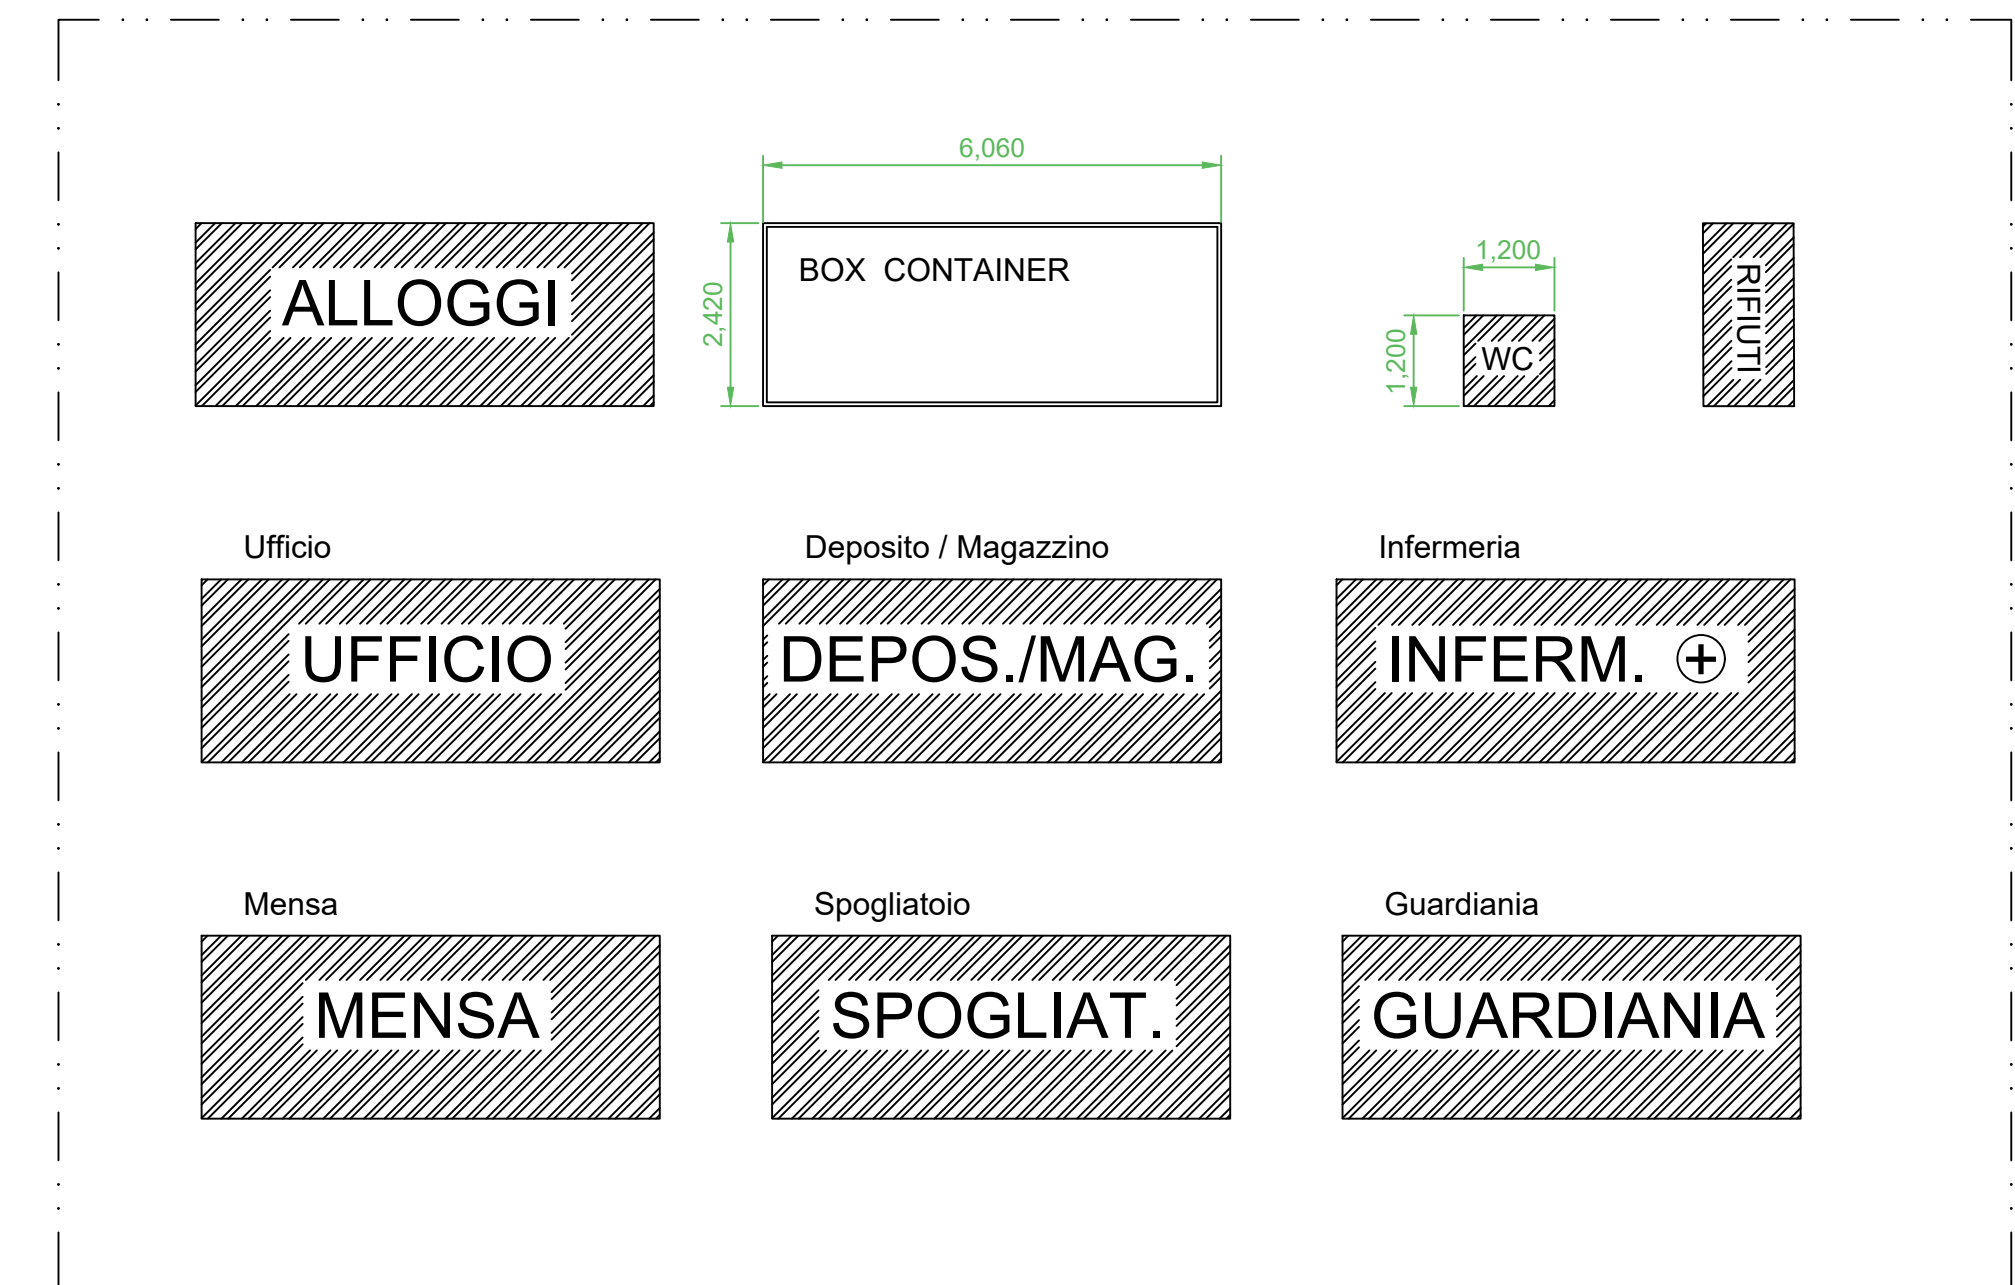 6,060
ALLOGGI
2,420
BOX CONTAINER
1,200
1,200
WC
RIFIUTI
Ufficio
Deposito / Magazzino
Infermeria
UFFICIO
DEPOS./MAG.
INFERM. +
Mensa
Spogliatoio
Guardiania
MENSA
SPOGLIAT.
GUARDIANIA